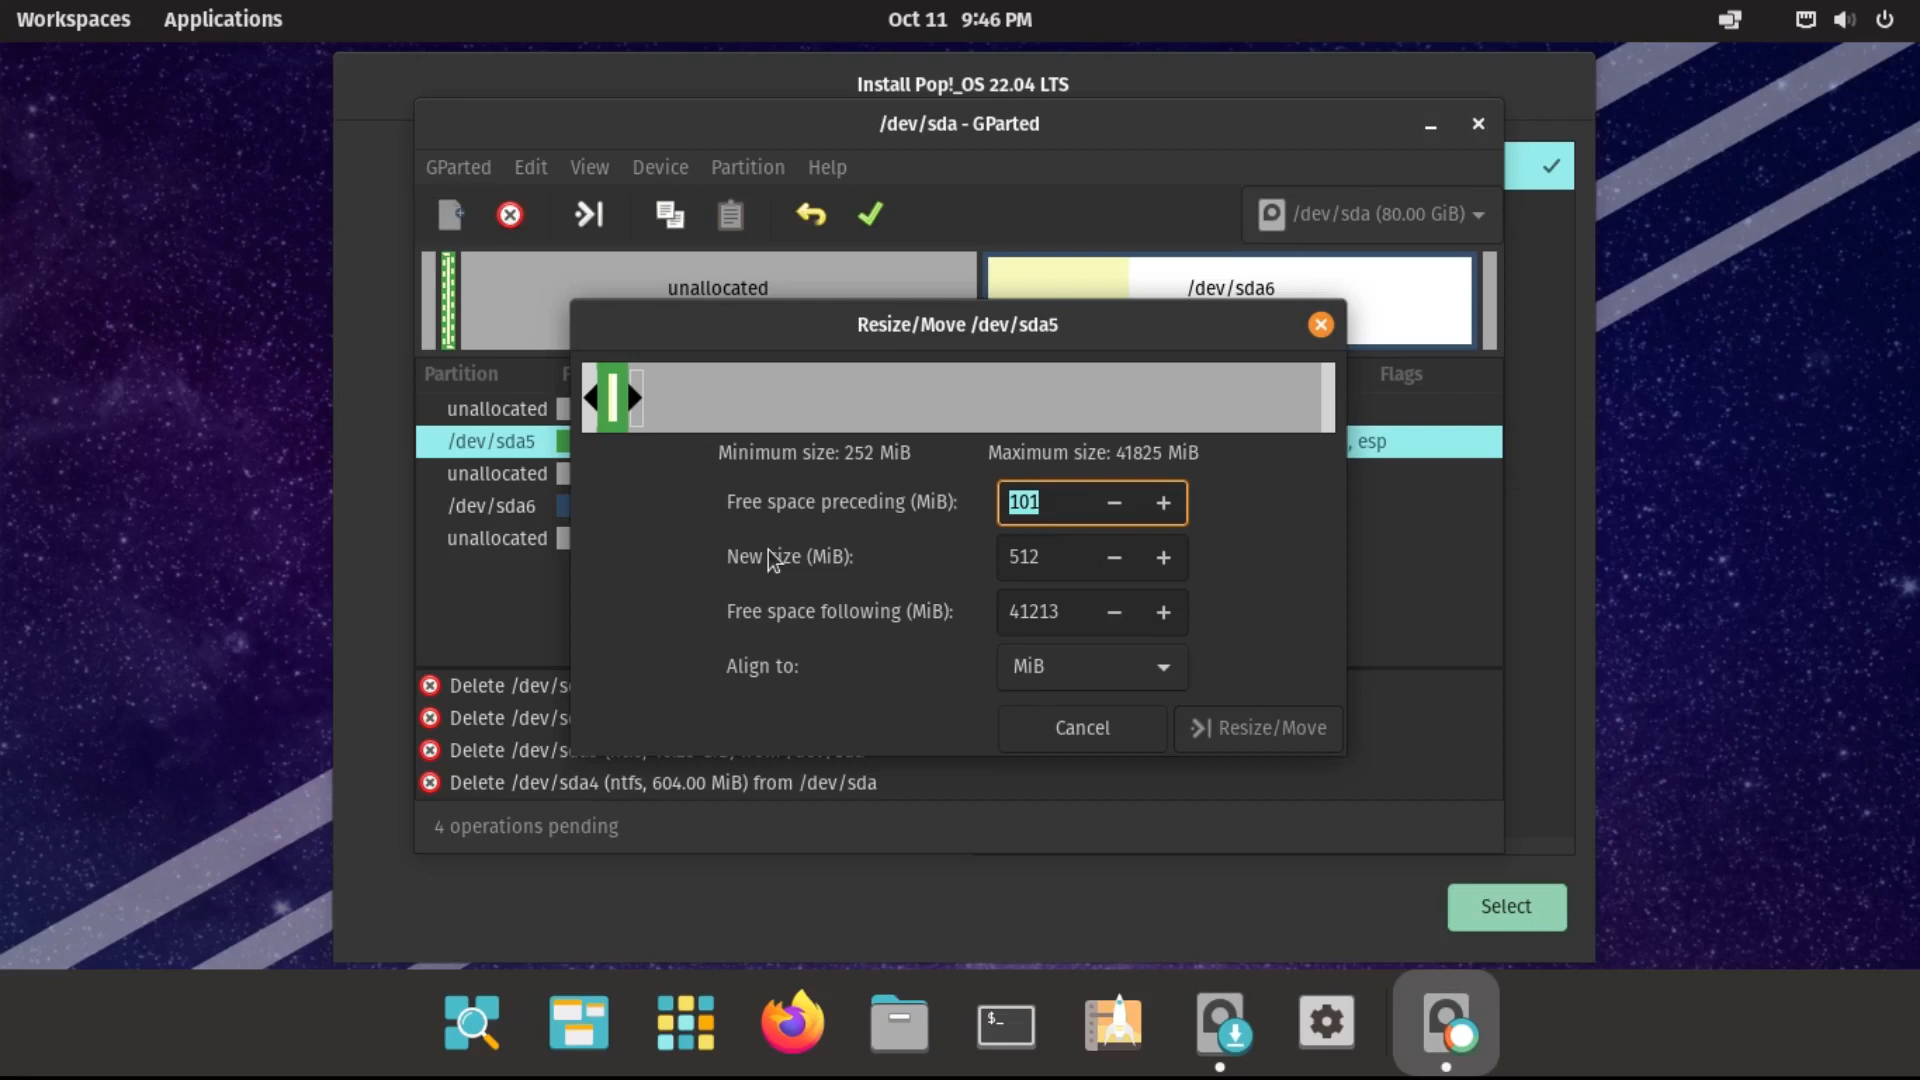 Workspaces Applications Oct 11 9:46 PM
Install Pop!_OS 22.04 LTS
/dev/sda - GParted
GParted Edit View Device Partition Help
/dev/sda (80.00 GiB)
unallocated /dev/sda6
Resize/Move /dev/sda5
Partition F Flags
unallocated
/dev/sda5 , esp
unallocated
/dev/sda6
unallocated
Minimum size: 252 MiB Maximum size: 41825 MiB
Free space preceding (MiB): 101
New size (MiB): 512
Free space following (MiB): 41213
Align to: MiB
Cancel Resize/Move
Delete /dev/s
Delete /dev/s
Delete /dev/
Delete /dev/sda4 (ntfs, 604.00 MiB) from /dev/sda
4 operations pending
Select
$_